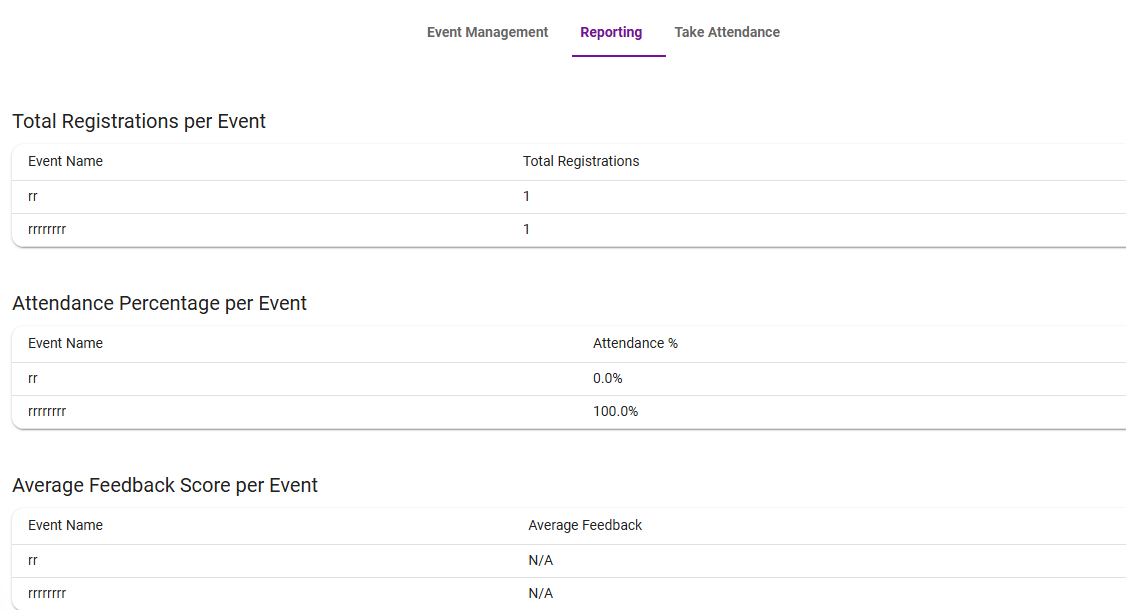 Event Management Reporting Take Attendance
Total Registrations per Event
Event Name Total Registrations
rr 1
rrrrrrrr 1
Attendance Percentage per Event
Event Name Attendance %
rr 0.0%
rrrrrrrr 100.0%
Average Feedback Score per Event
Event Name Average Feedback
rr N/A
rrrrrrrr N/A